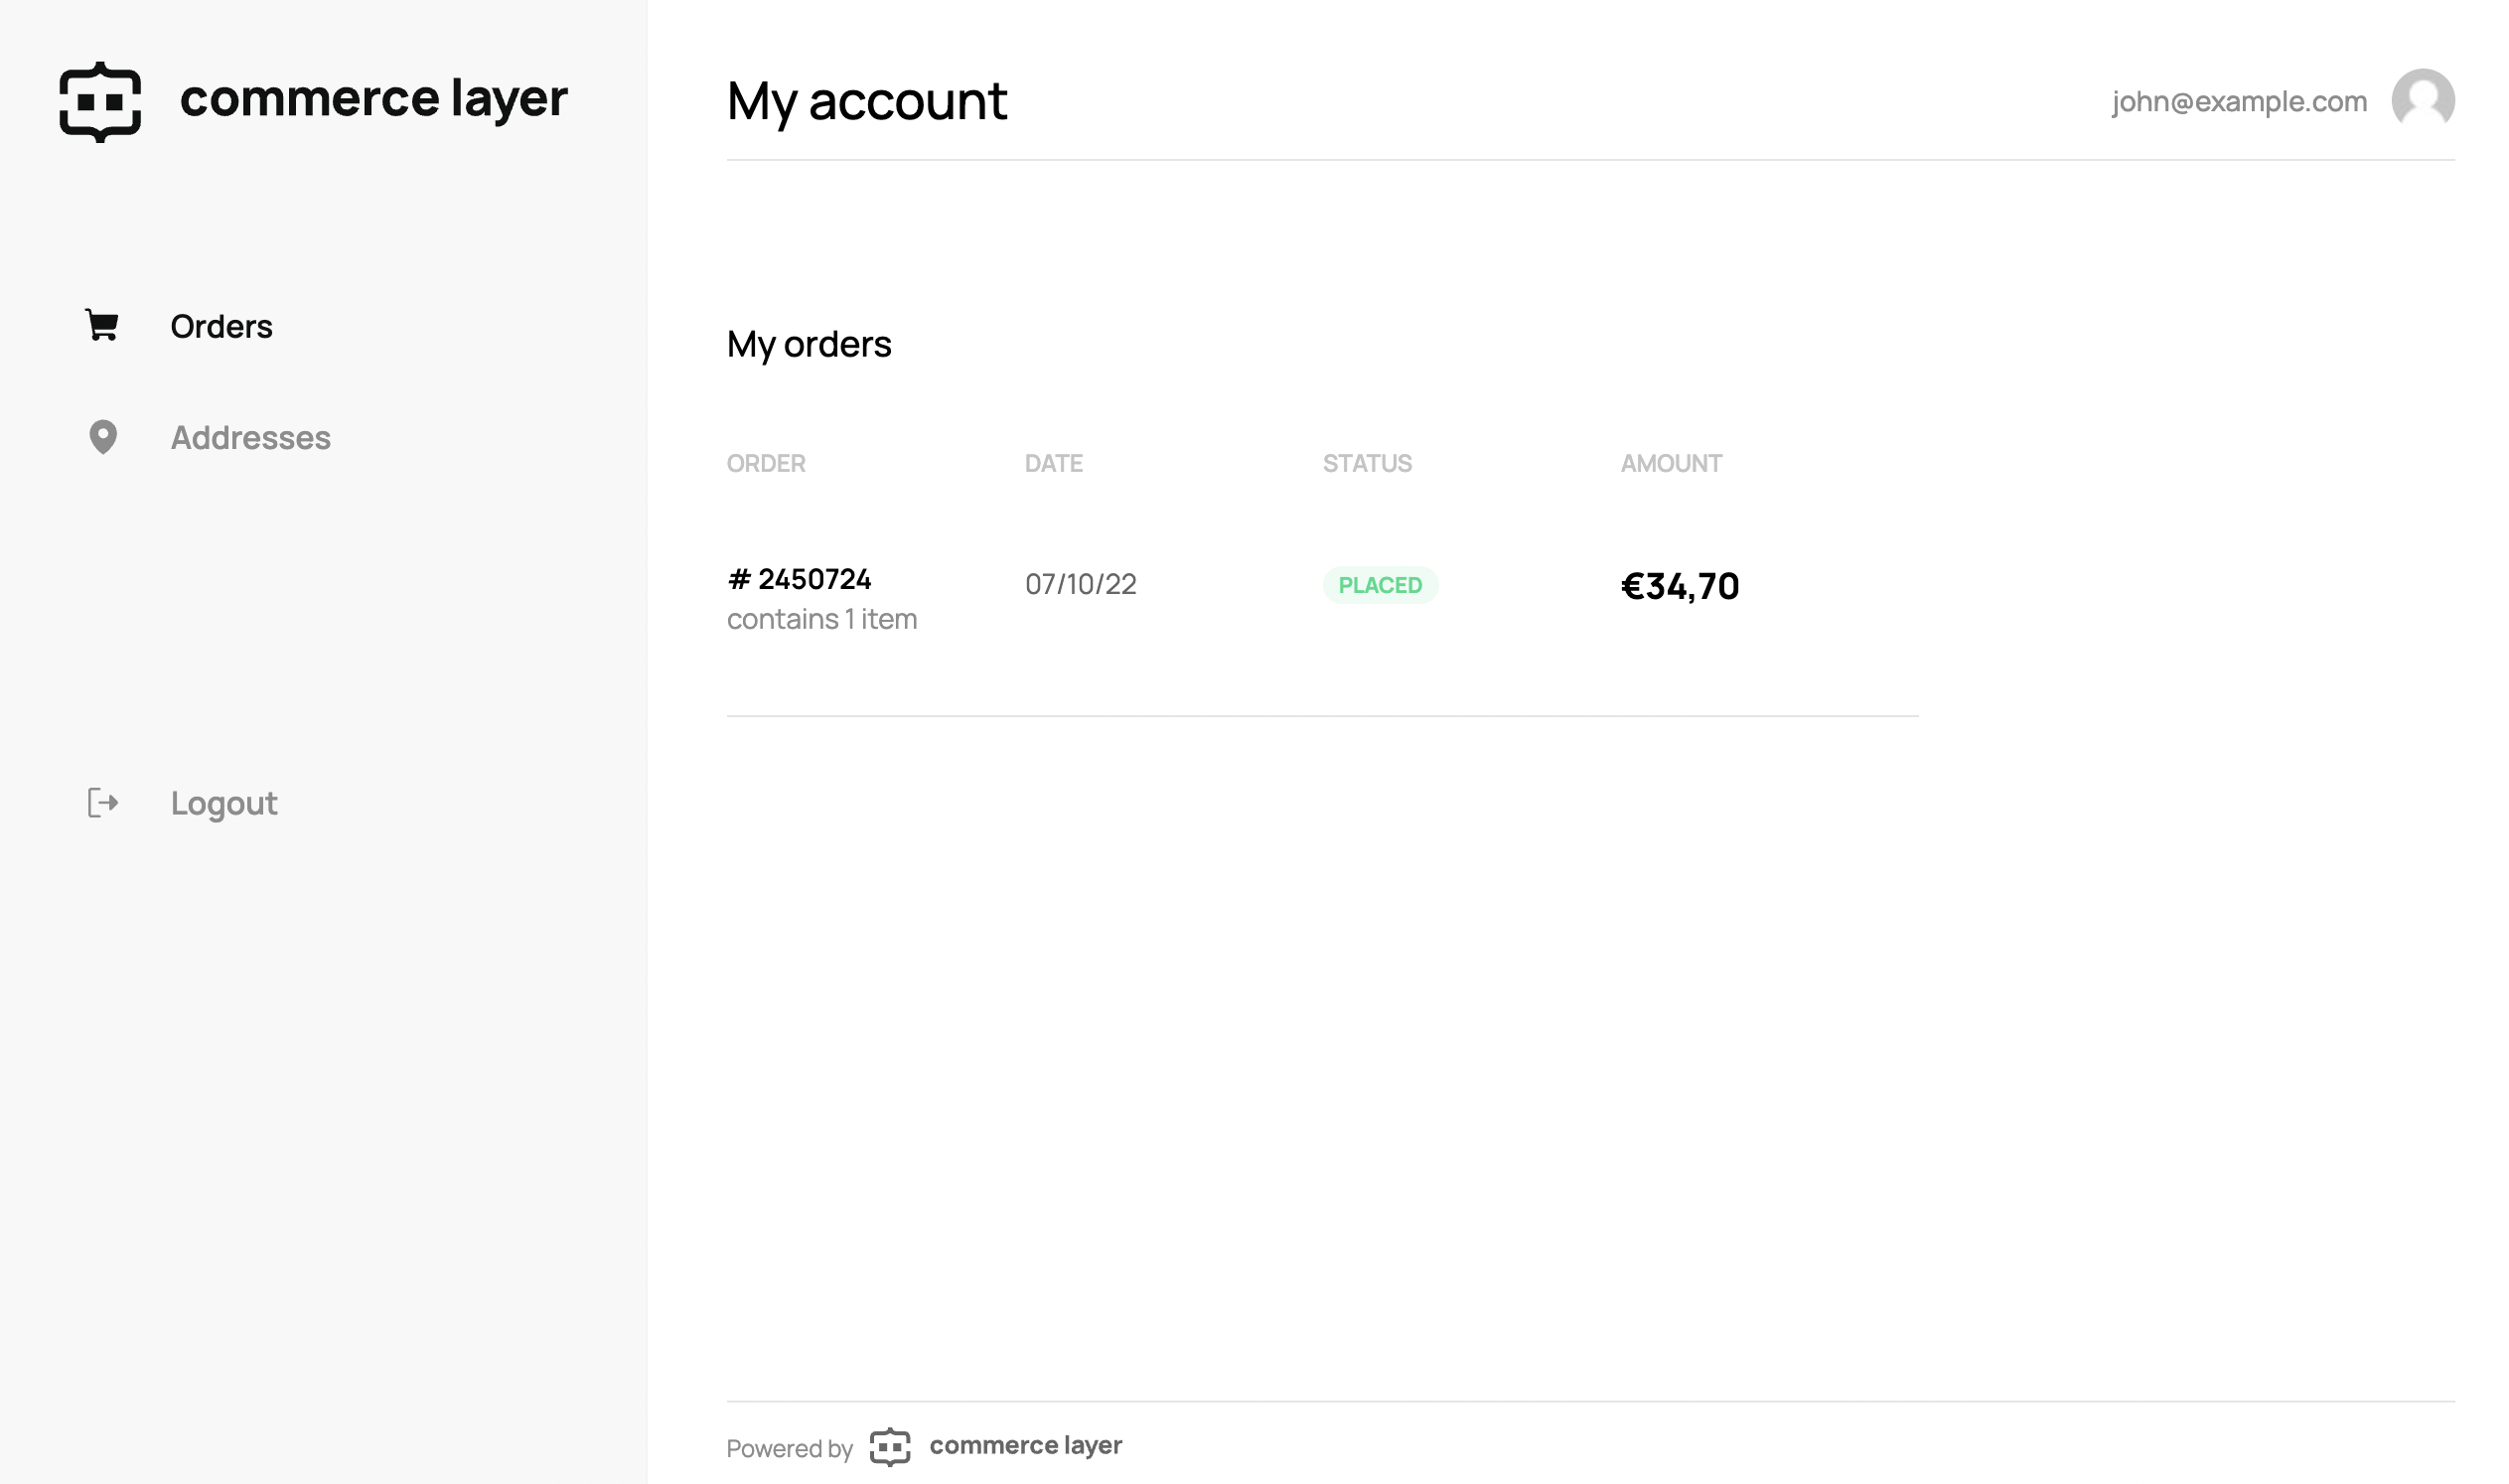 commerce layer
Orders
Addresses
Logout
My account
john@example.com
My orders
ORDER DATE STATUS AMOUNT
# 2450724 07/10/22 PLACED €34,70
contains 1 item
Powered by commerce layer